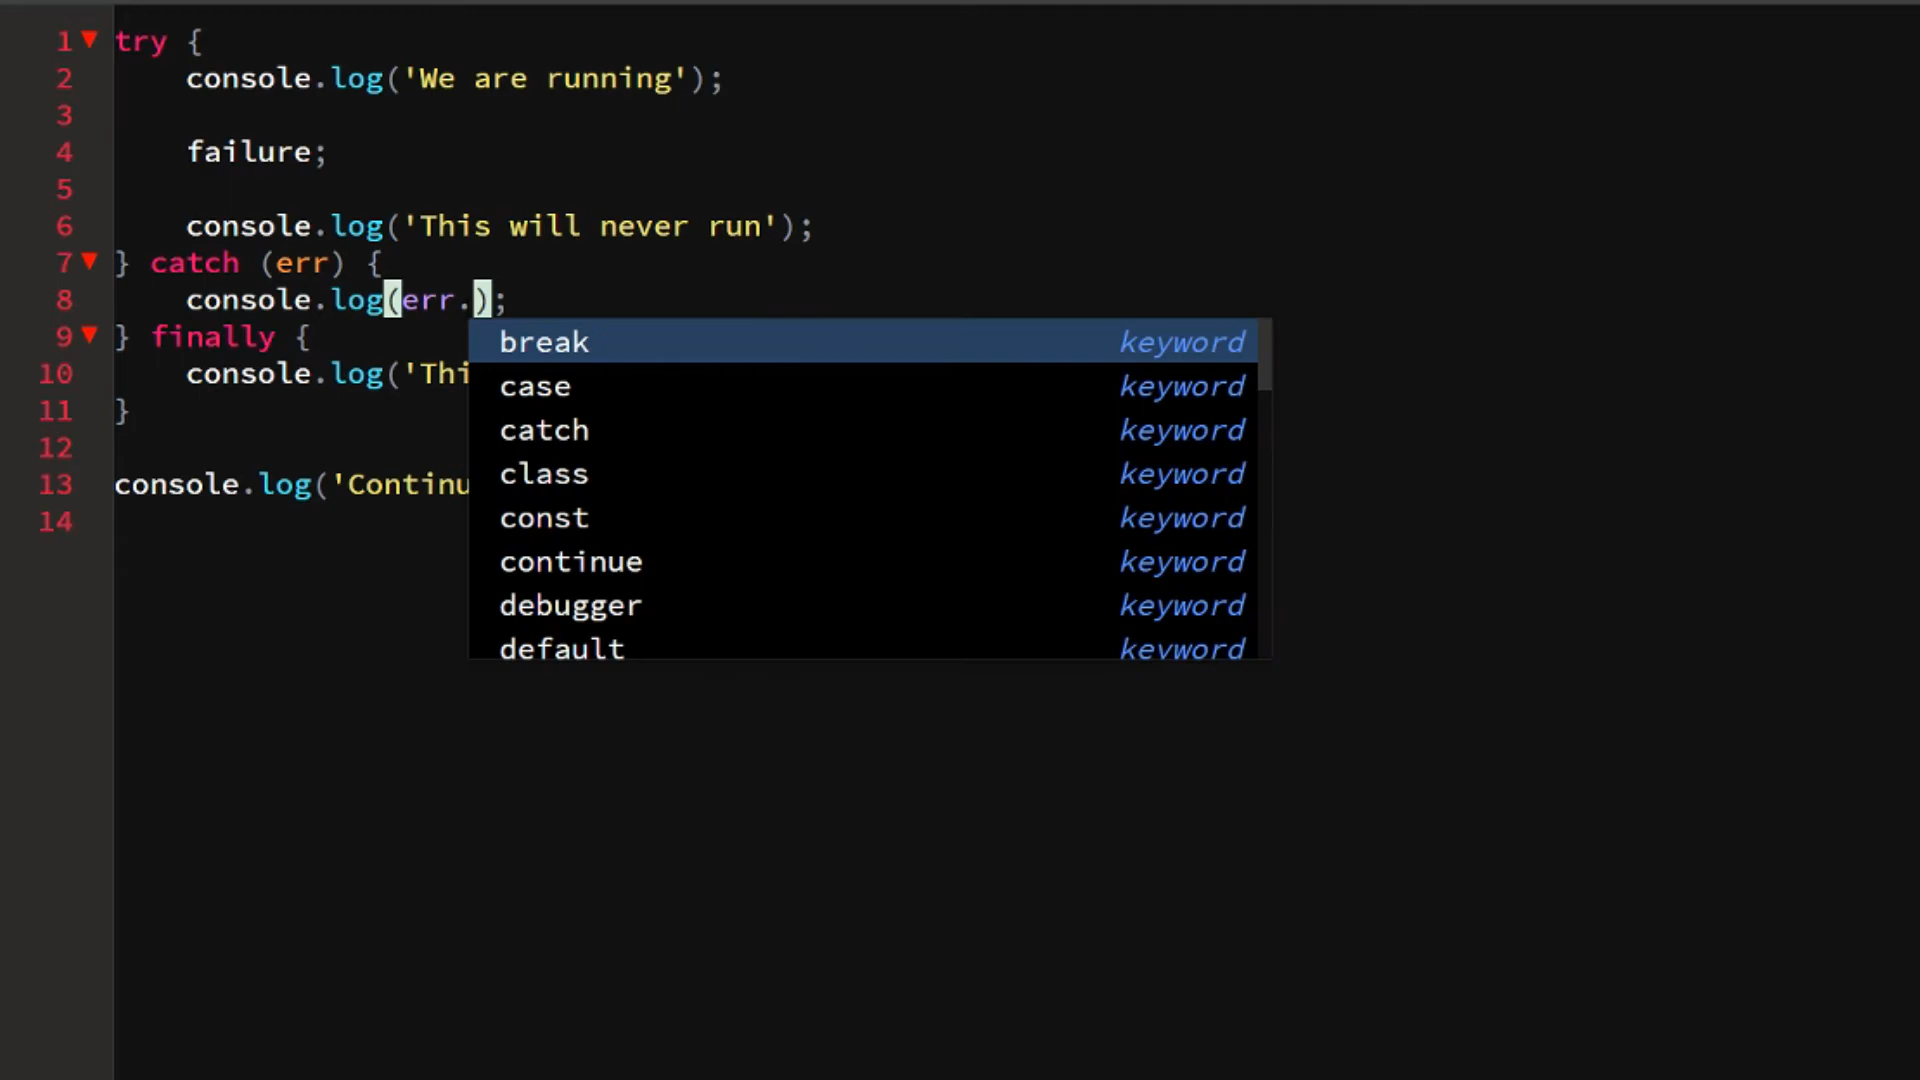 1 try {
2 console.log('We are running');
3
4 failure;
5
6 console.log('This will never run');
7 } catch (err) {
8 console.log(err.);
9 } finally {
10 console.log('Thi
11 }
12
13 console.log('Continu
14
break keyword
case keyword
catch keyword
class keyword
const keyword
continue keyword
debugger keyword
default keyword